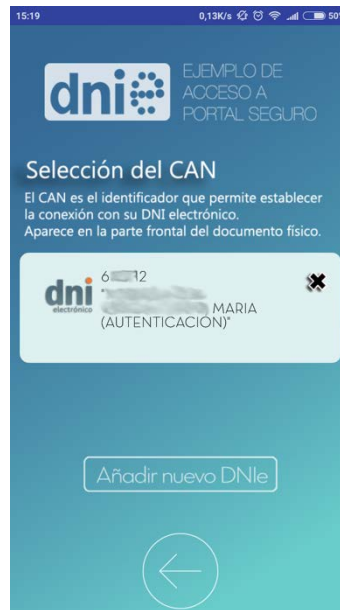 15:19
0,13K/s
dnie
EJEMPLO DE
ACCESO A
PORTAL SEGURO
Selección del CAN
El CAN es el identificador que permite establecer
la conexión con su DNI electrónico.
Aparece en la parte frontal del documento físico.
dni
electrónico
MARIA
(AUTENTICACIÓN)"
Añadir nuevo DNIe